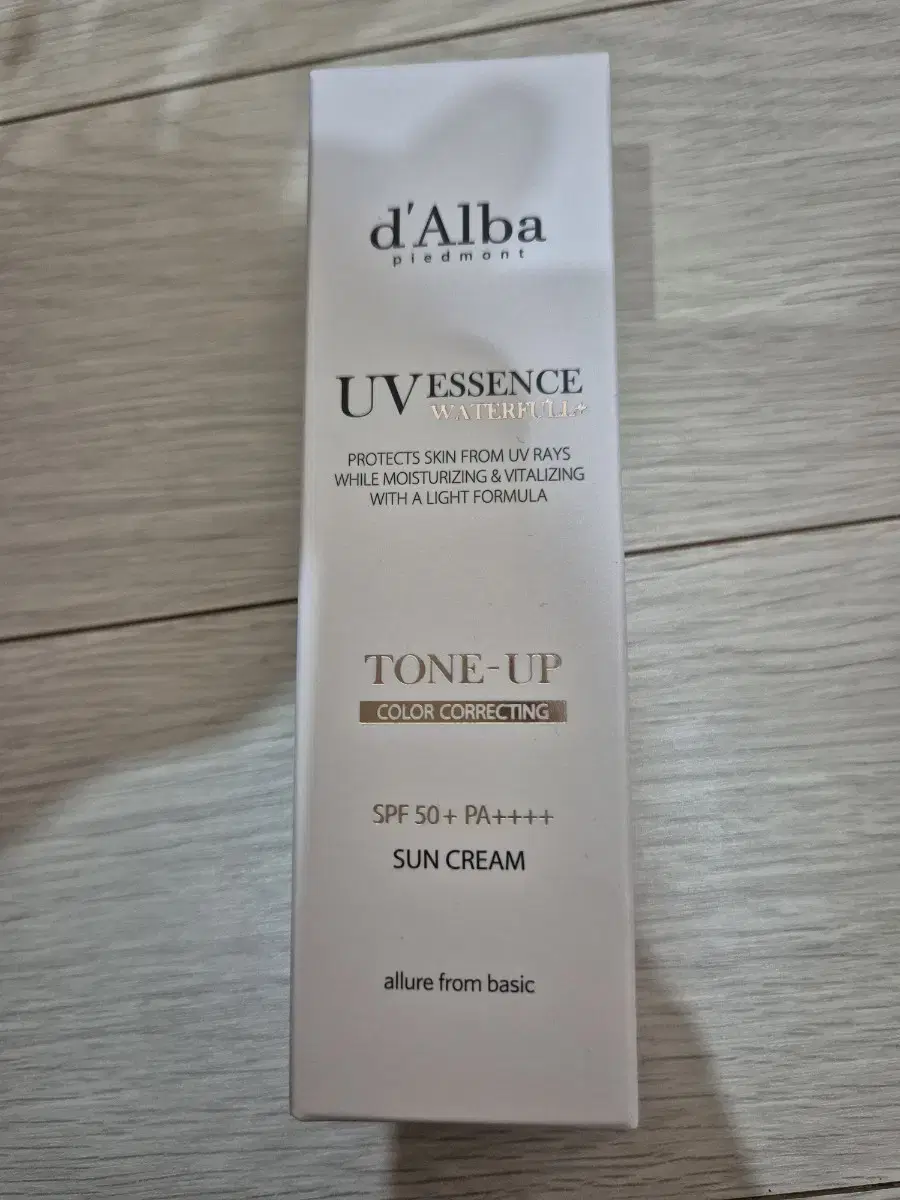 d'Alba
piedmont
UV ESSENCE
WATERFULL+
PROTECTS SKIN FROM UV RAYS
WHILE MOISTURIZING & VITALIZING
WITH A LIGHT FORMULA
TONE-UP
COLOR CORRECTING
SPF 50+ PA++++
SUN CREAM
allure from basic